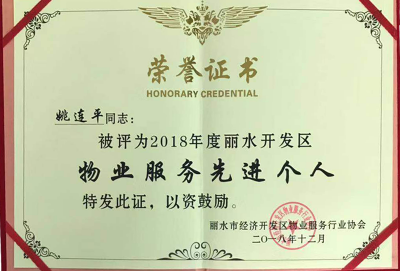 荣誉证书
HONORARY CREDENTIAL
姚连平同志：
被评为2018年度丽水开发区
物业服务先进个人
特发此证，以资鼓励。
丽水市经济开发区物业服务行业协会
二〇一八年十二月